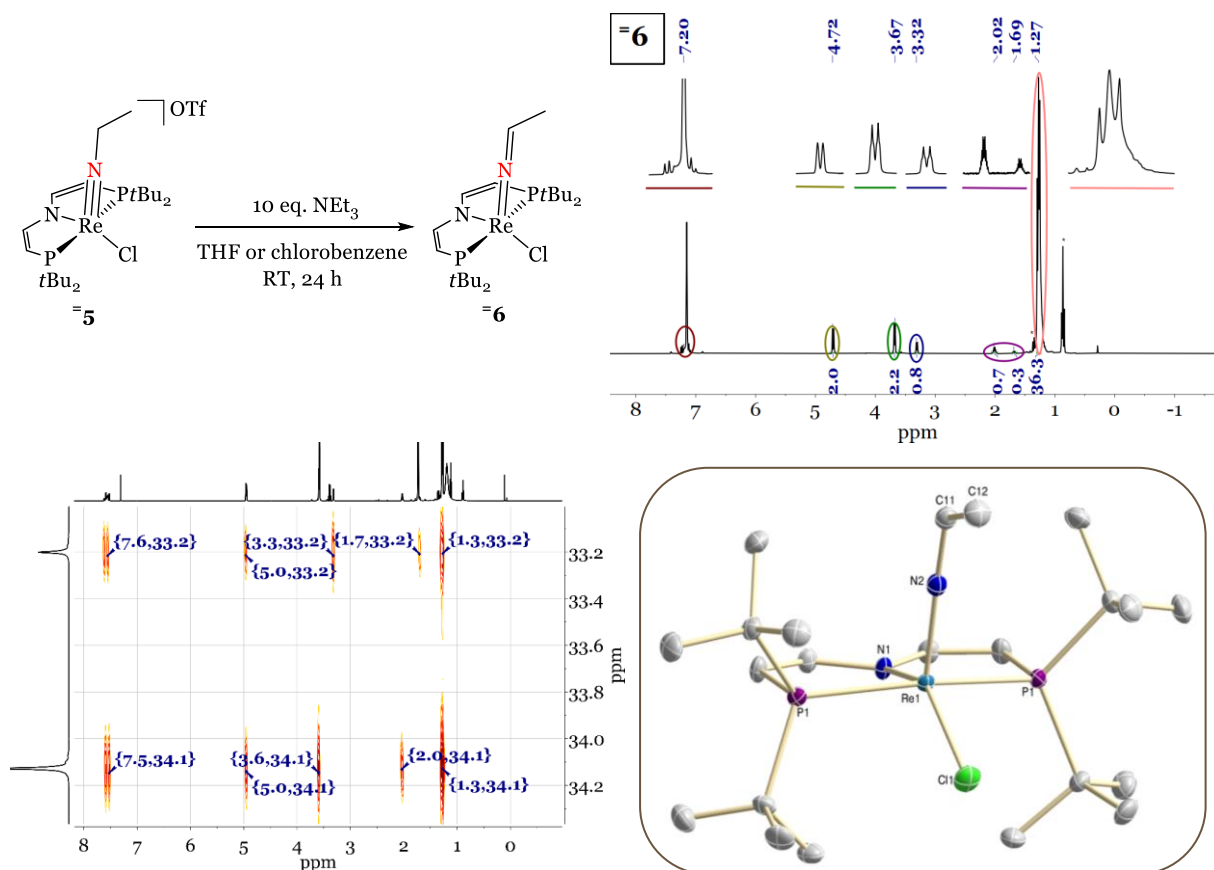 ]OTf
N
PtBu2
N
Re
P
Cl
tBu2
=5
10 eq. NEt3
THF or chlorobenzene
RT, 24 h
N
PtBu2
N
Re
P
Cl
tBu2
=6
=6
7.20
4.72
3.67
3.32
2.02
1.69
1.27
* *
2.0
2.2
0.8
0.7
0.3
36.3
8 7 6 5 4 3 2 1 0 -1
ppm
{7.6,33.2} {3.3,33.2} {1.7,33.2} {1.3,33.2}
{5.0,33.2}
{7.5,34.1} {3.6,34.1} {2.0,34.1}
{5.0,34.1} {1.3,34.1}
33.2
33.4
33.6
33.8
34.0
34.2
ppm
8 7 6 5 4 3 2 1 0
ppm
C11 C12
N2
N1
P1 Re1 P1
Cl1